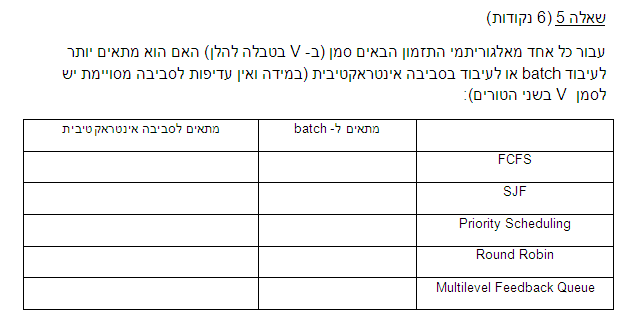 שאלה 5 (6 נקודות)
עבור כל אחד מאלגוריתמי התזמון הבאים סמן (ב- V בטבלה להלן) האם הוא מתאים יותר
לעיבוד batch או לעיבוד בסביבה אינטראקטיבית (במידה ואין עדיפות לסביבה מסויימת יש
לסמן V בשני הטורים):
מתאים ל- batch מתאים לסביבה אינטראקטיבית
FCFS
SJF
Priority Scheduling
Round Robin
Multilevel Feedback Queue